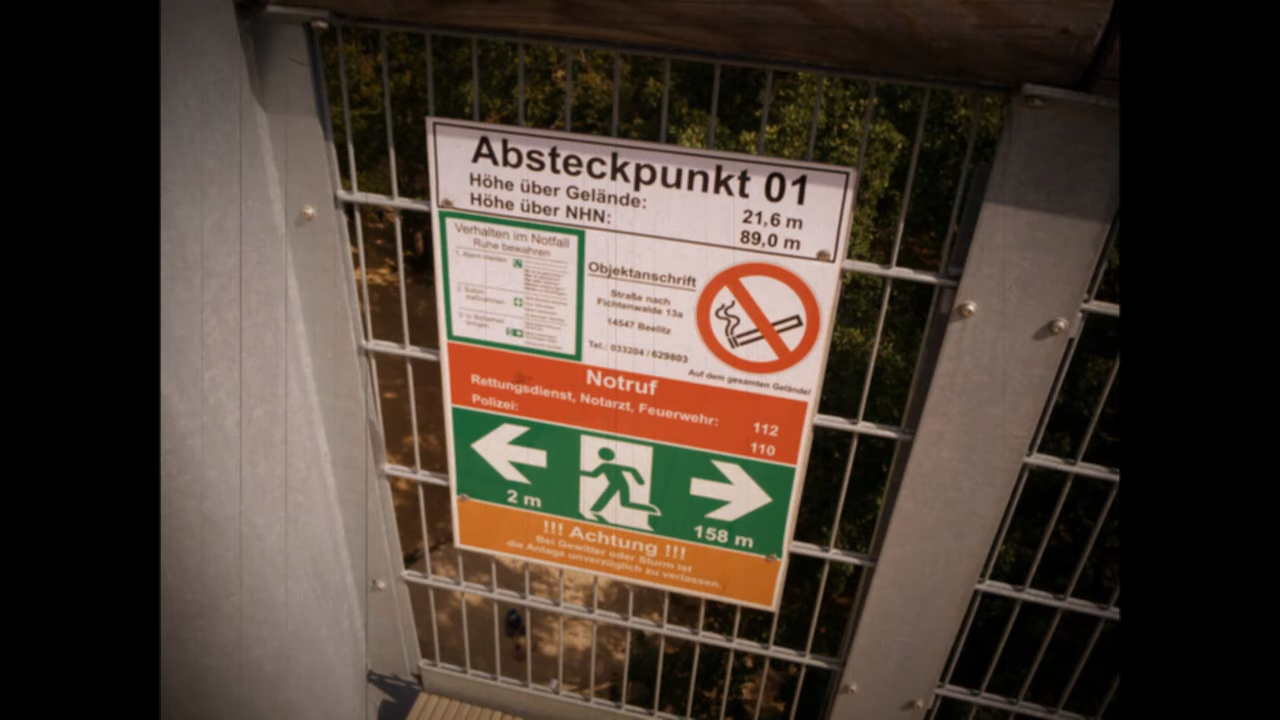 Absteckpunkt 01
Höhe über Gelände: 21,6 m
Höhe über NHN: 89,0 m
Verhalten im Notfall
Ruhe bewahren
Objektanschrift
Straße nach
Fichtenwalde 13a
14547 Beelitz
Tel.: 033204 / 629803
Auf dem gesamten Gelände!
Notruf
Rettungsdienst, Notarzt, Feuerwehr: 112
Polizei: 110
2 m
158 m
!!! Achtung !!!
Bei Gewitter oder Sturm ist
die Anlage unverzüglich zu verlassen.